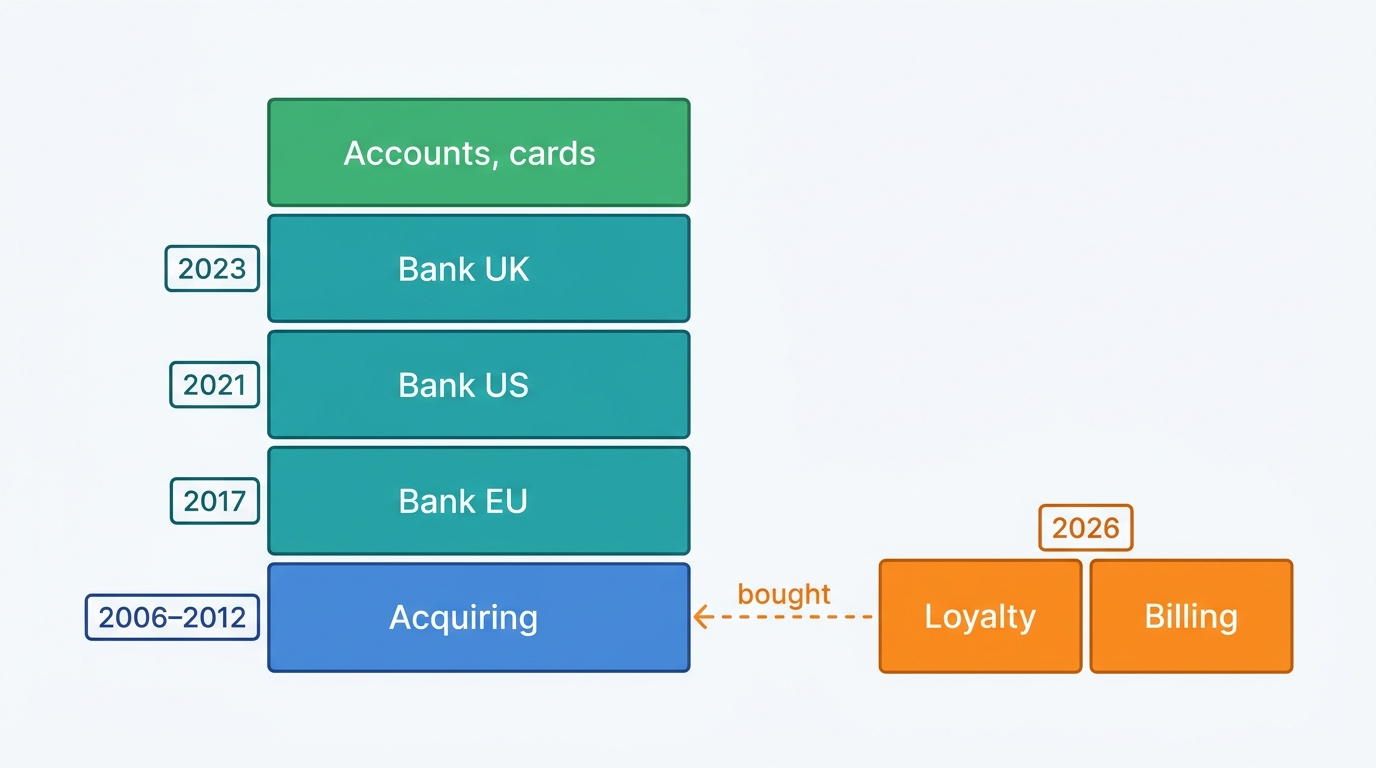 Accounts, cards
2023
Bank UK
2021
Bank US
2017
Bank EU
2006–2012
Acquiring
bought
2026
Loyalty
Billing